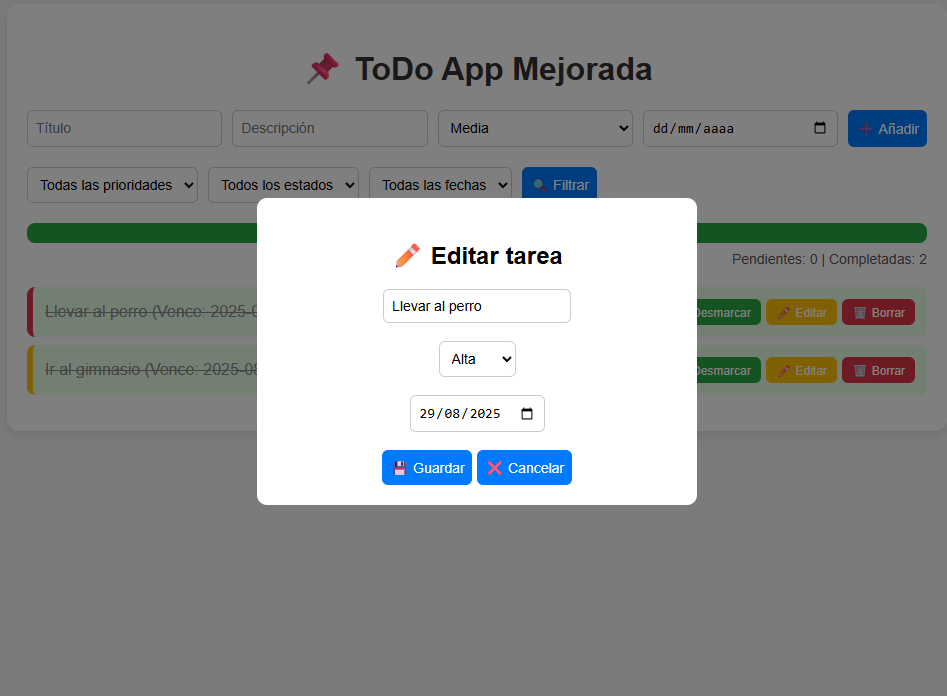 ToDo App Mejorada
Título Descripción Media dd/mm/aaaa Añadir
Todas las prioridades Todos los estados Todas las fechas Filtrar
Pendientes: 0 | Completadas: 2
Editar tarea
Llevar al perro
Alta
29/08/2025
Guardar Cancelar
Llevar al perro (Vence: 2025-0 Desmarcar Editar Borrar
Ir al gimnasio (Vence: 2025-08 Desmarcar Editar Borrar